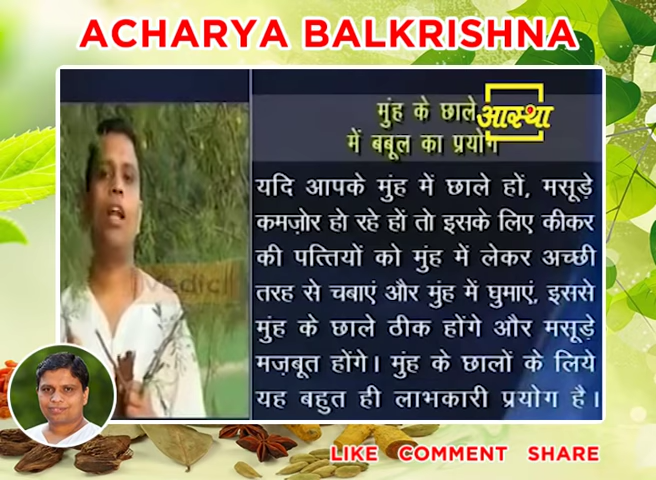 ACHARYA BALKRISHNA
मुंह के छाले
आस्था
में बबूल का प्रयोग
यदि आपके मुंह में छाले हों, मसूड़े
कमज़ोर हो रहे हों तो इसके लिए कीकर
की पत्तियों को मुंह में लेकर अच्छी
तरह से चबाएं और मुंह में घुमाएं, इससे
मुंह के छाले ठीक होंगे और मसूड़े
मज़बूत होंगे। मुंह के छालों के लिये
यह बहुत ही लाभकारी प्रयोग है।
LIKE COMMENT SHARE